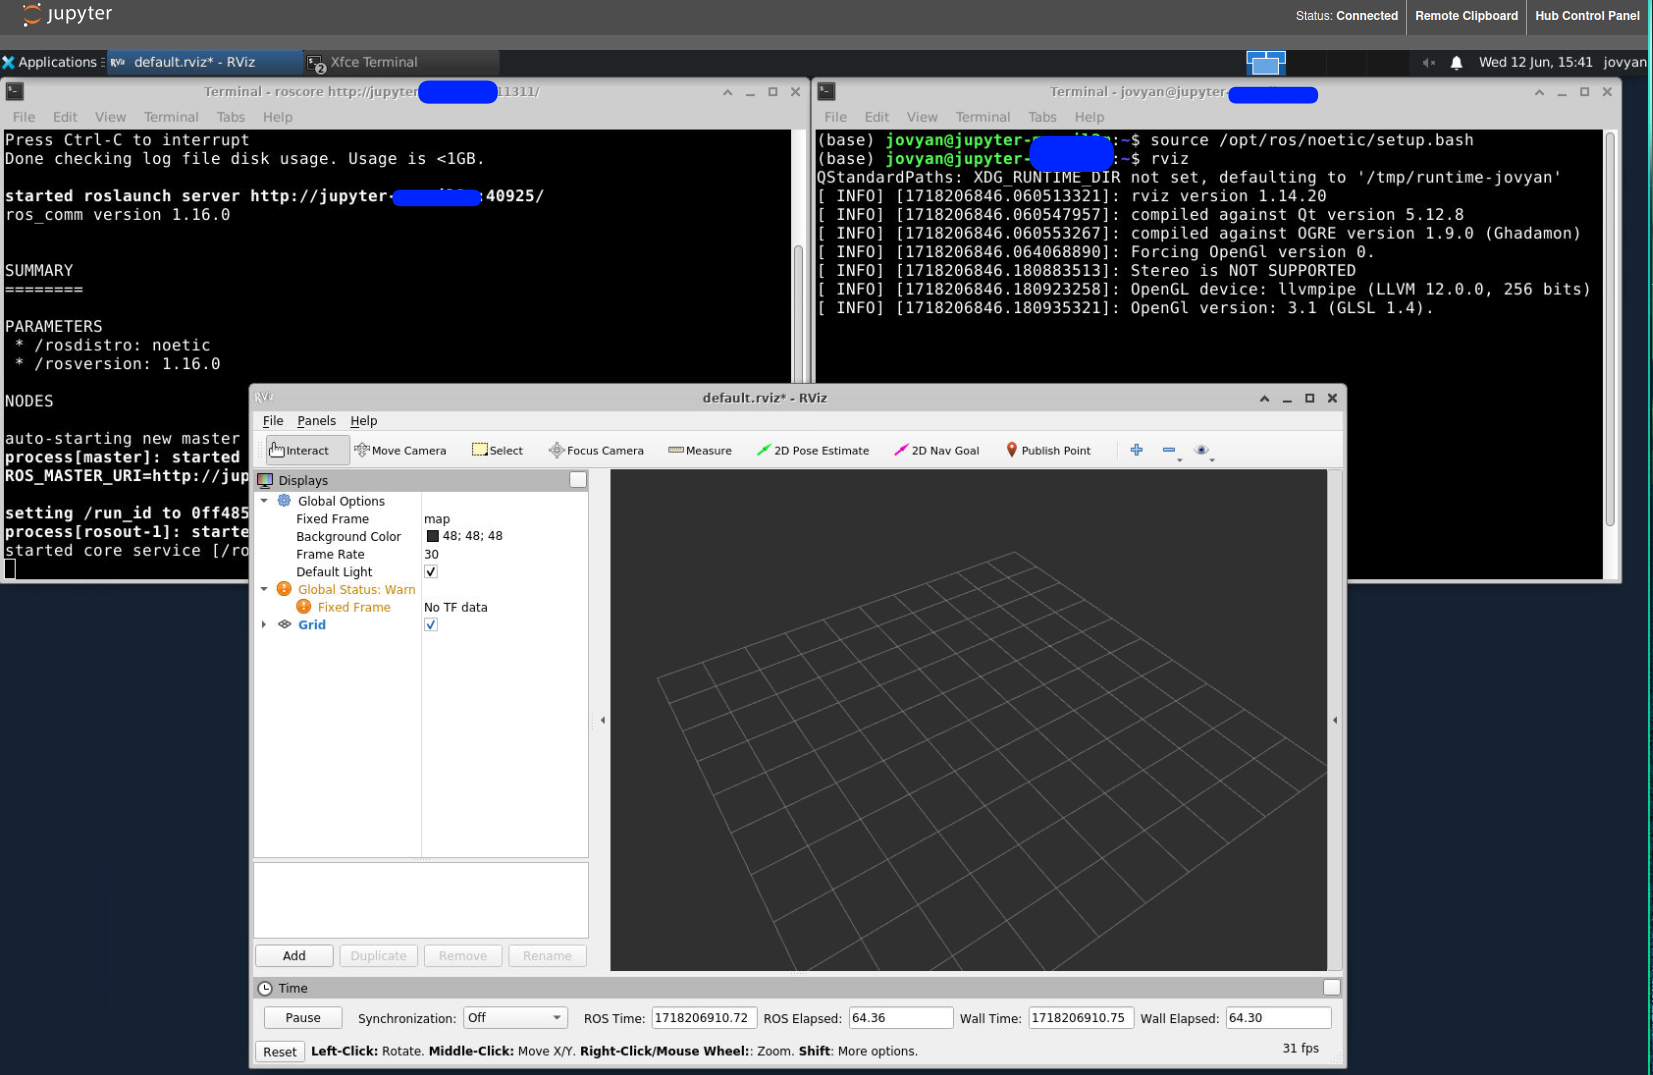 jupyter
Status: Connected
Remote Clipboard
Hub Control Panel
Applications
default.rviz* - RViz
Xfce Terminal
Wed 12 Jun, 15:41 jovyan
Terminal - roscore http://jupyter 11311/
File Edit View Terminal Tabs Help
Press Ctrl-C to interrupt
Done checking log file disk usage. Usage is <1GB.
started roslaunch server http://jupyter- :40925/
ros_comm version 1.16.0
SUMMARY
========
PARAMETERS
* /rosdistro: noetic
* /rosversion: 1.16.0
NODES
auto-starting new master
process[master]: started
ROS_MASTER_URI=http://jup
setting /run_id to 0ff485
process[rosout-1]: starte
started core service [/ro
Terminal - jovyan@jupyter-
File Edit View Terminal Tabs Help
(base) jovyan@jupyter- :~$ source /opt/ros/noetic/setup.bash
(base) jovyan@jupyter- :~$ rviz
QStandardPaths: XDG_RUNTIME_DIR not set, defaulting to '/tmp/runtime-jovyan'
[ INFO] [1718206846.060513321]: rviz version 1.14.20
[ INFO] [1718206846.060547957]: compiled against Qt version 5.12.8
[ INFO] [1718206846.060553267]: compiled against OGRE version 1.9.0 (Ghadamon)
[ INFO] [1718206846.064068890]: Forcing OpenGl version 0.
[ INFO] [1718206846.180883513]: Stereo is NOT SUPPORTED
[ INFO] [1718206846.180923258]: OpenGL device: llvmpipe (LLVM 12.0.0, 256 bits)
[ INFO] [1718206846.180935321]: OpenGl version: 3.1 (GLSL 1.4).
default.rviz* - RViz
File Panels Help
Interact Move Camera Select Focus Camera Measure 2D Pose Estimate 2D Nav Goal Publish Point
Displays
Global Options
Fixed Frame map
Background Color 48; 48; 48
Frame Rate 30
Default Light
Global Status: Warn
Fixed Frame No TF data
Grid
Add Duplicate Remove Rename
Time
Pause Synchronization: Off ROS Time: 1718206910.72 ROS Elapsed: 64.36 Wall Time: 1718206910.75 Wall Elapsed: 64.30
Reset Left-Click: Rotate. Middle-Click: Move X/Y. Right-Click/Mouse Wheel:: Zoom. Shift: More options. 31 fps